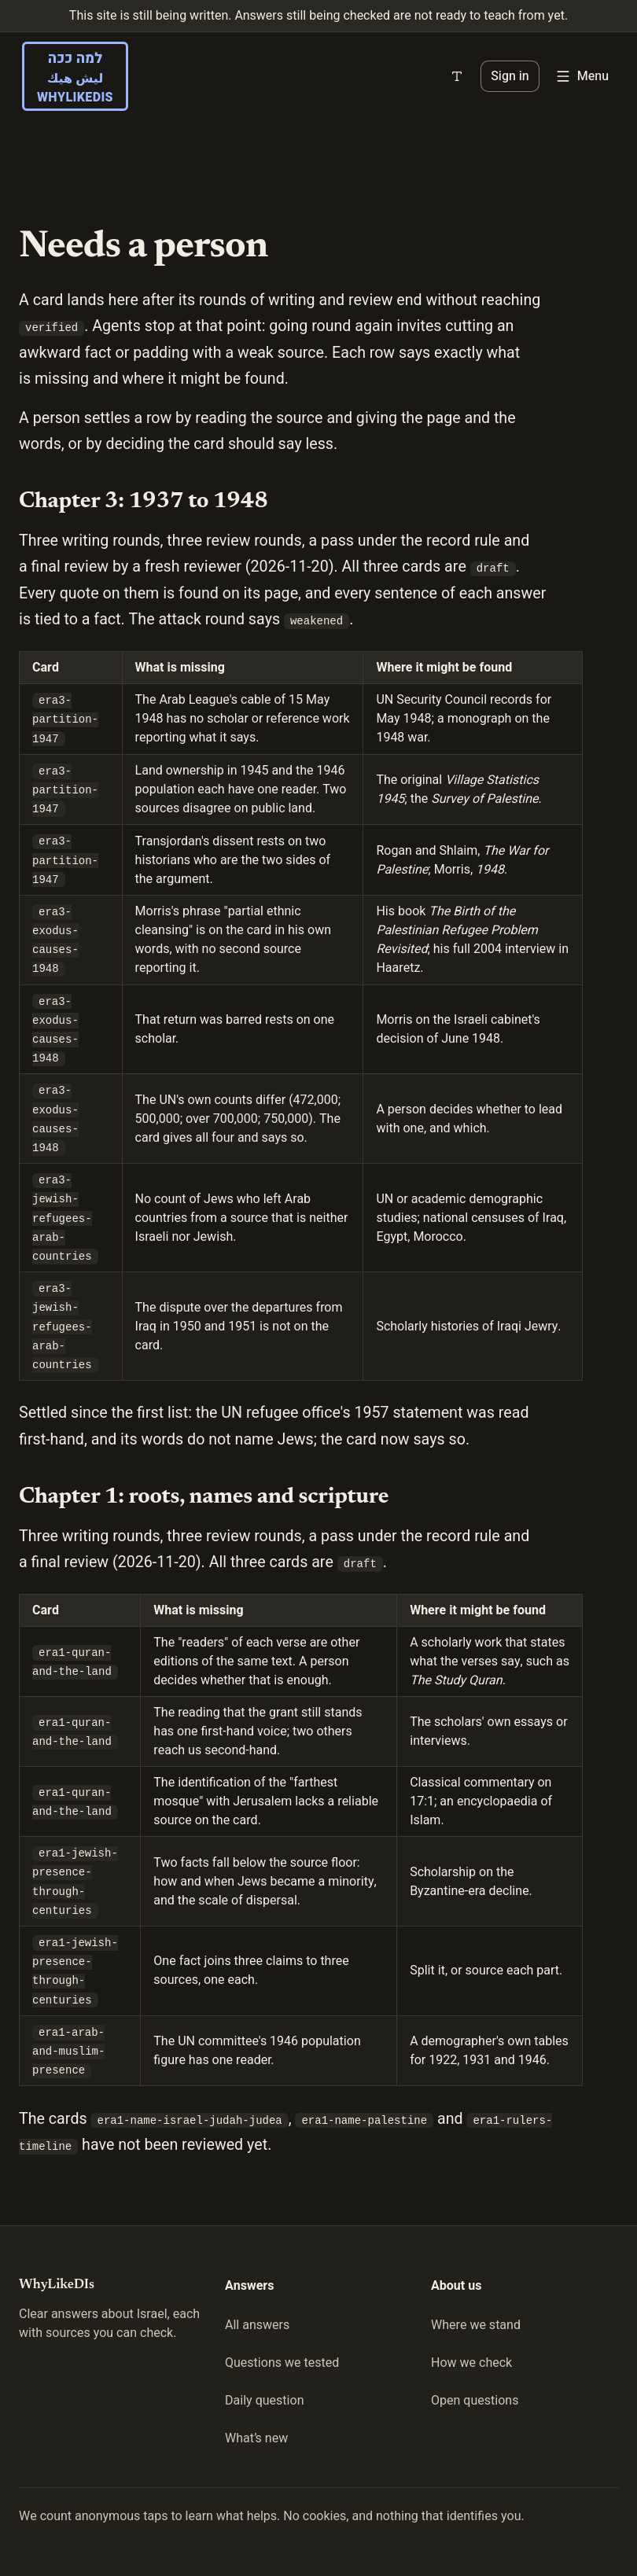 This site is still being written. Answers still being checked are not ready to teach from yet.
למה ככה
ليش هيك
WHYLIKEDIS
T
Sign in
Menu
Needs a person
A card lands here after its rounds of writing and review end without reaching
verified. Agents stop at that point: going round again invites cutting an
awkward fact or padding with a weak source. Each row says exactly what
is missing and where it might be found.
A person settles a row by reading the source and giving the page and the
words, or by deciding the card should say less.
Chapter 3: 1937 to 1948
Three writing rounds, three review rounds, a pass under the record rule and
a final review by a fresh reviewer (2026-11-20). All three cards are draft.
Every quote on them is found on its page, and every sentence of each answer
is tied to a fact. The attack round says weakened.
Card
What is missing
Where it might be found
era3-
partition-
1947
The Arab League's cable of 15 May
1948 has no scholar or reference work
reporting what it says.
UN Security Council records for
May 1948; a monograph on the
1948 war.
era3-
partition-
1947
Land ownership in 1945 and the 1946
population each have one reader. Two
sources disagree on public land.
The original Village Statistics
1945; the Survey of Palestine.
era3-
partition-
1947
Transjordan's dissent rests on two
historians who are the two sides of
the argument.
Rogan and Shlaim, The War for
Palestine; Morris, 1948.
era3-
exodus-
causes-
1948
Morris's phrase "partial ethnic
cleansing" is on the card in his own
words, with no second source
reporting it.
His book The Birth of the
Palestinian Refugee Problem
Revisited; his full 2004 interview in
Haaretz.
era3-
exodus-
causes-
1948
That return was barred rests on one
scholar.
Morris on the Israeli cabinet's
decision of June 1948.
era3-
exodus-
causes-
1948
The UN's own counts differ (472,000;
500,000; over 700,000; 750,000). The
card gives all four and says so.
A person decides whether to lead
with one, and which.
era3-
jewish-
refugees-
arab-
countries
No count of Jews who left Arab
countries from a source that is neither
Israeli nor Jewish.
UN or academic demographic
studies; national censuses of Iraq,
Egypt, Morocco.
era3-
jewish-
refugees-
arab-
countries
The dispute over the departures from
Iraq in 1950 and 1951 is not on the
card.
Scholarly histories of Iraqi Jewry.
Settled since the first list: the UN refugee office's 1957 statement was read
first-hand, and its words do not name Jews; the card now says so.
Chapter 1: roots, names and scripture
Three writing rounds, three review rounds, a pass under the record rule and
a final review (2026-11-20). All three cards are draft.
Card
What is missing
Where it might be found
era1-quran-
and-the-land
The "readers" of each verse are other
editions of the same text. A person
decides whether that is enough.
A scholarly work that states
what the verses say, such as
The Study Quran.
era1-quran-
and-the-land
The reading that the grant still stands
has one first-hand voice; two others
reach us second-hand.
The scholars' own essays or
interviews.
era1-quran-
and-the-land
The identification of the "farthest
mosque" with Jerusalem lacks a reliable
source on the card.
Classical commentary on
17:1; an encyclopaedia of
Islam.
era1-jewish-
presence-
through-
centuries
Two facts fall below the source floor:
how and when Jews became a minority,
and the scale of dispersal.
Scholarship on the
Byzantine-era decline.
era1-jewish-
presence-
through-
centuries
One fact joins three claims to three
sources, one each.
Split it, or source each part.
era1-arab-
and-muslim-
presence
The UN committee's 1946 population
figure has one reader.
A demographer's own tables
for 1922, 1931 and 1946.
The cards era1-name-israel-judah-judea, era1-name-palestine and era1-rulers-
timeline have not been reviewed yet.
WhyLikeDIs
Clear answers about Israel, each
with sources you can check.
Answers
All answers
Questions we tested
Daily question
What's new
About us
Where we stand
How we check
Open questions
We count anonymous taps to learn what helps. No cookies, and nothing that identifies you.